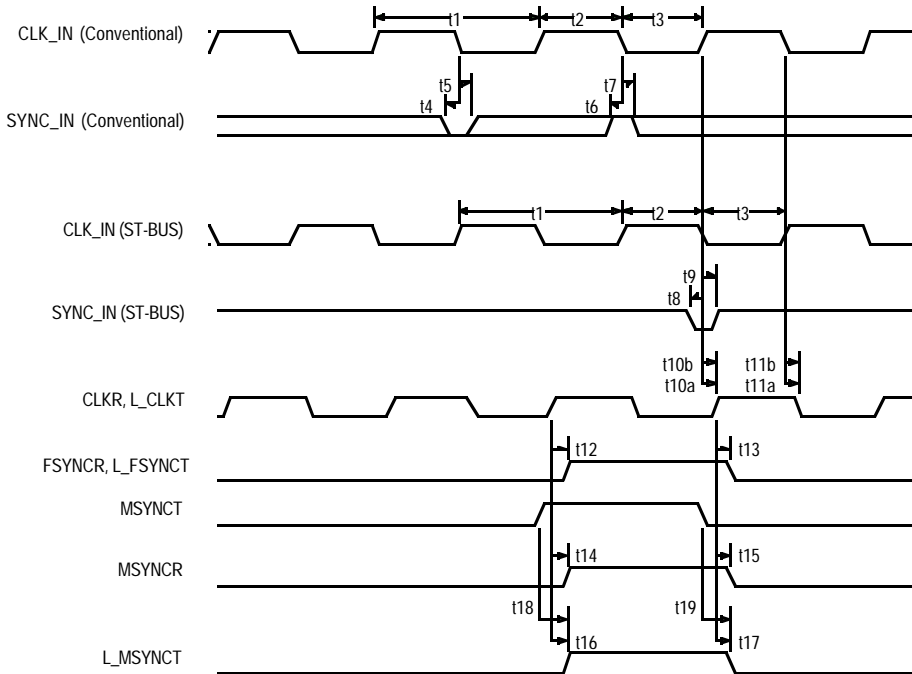 t1 t2 t3
CLK_IN (Conventional)
t5 t7
t4 t6
SYNC_IN (Conventional)
t1 t2 t3
CLK_IN (ST-BUS)
t9
t8
SYNC_IN (ST-BUS)
t10b t11b
t10a t11a
CLKR, L_CLKT
t12 t13
FSYNCR, L_FSYNCT
MSYNCT
t14 t15
MSYNCR
t18 t19
t16 t17
L_MSYNCT